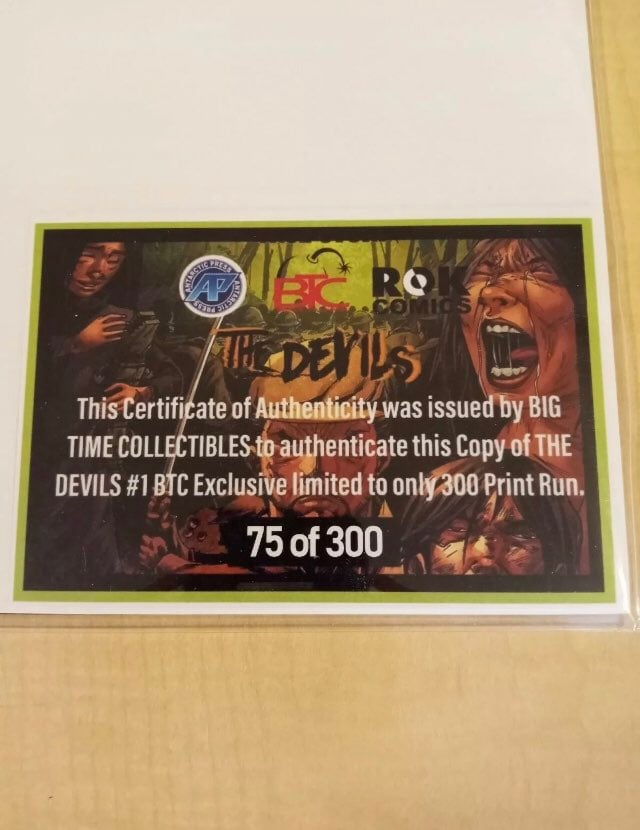 ANTARCTIC PRESS
AP
ANTARCTIC PRESS
BTC
ROK
COMICS
THE DEVILS
This Certificate of Authenticity was issued by BIG
TIME COLLECTIBLES to authenticate this Copy of THE
DEVILS #1 BTC Exclusive limited to only 300 Print Run.
75 of 300